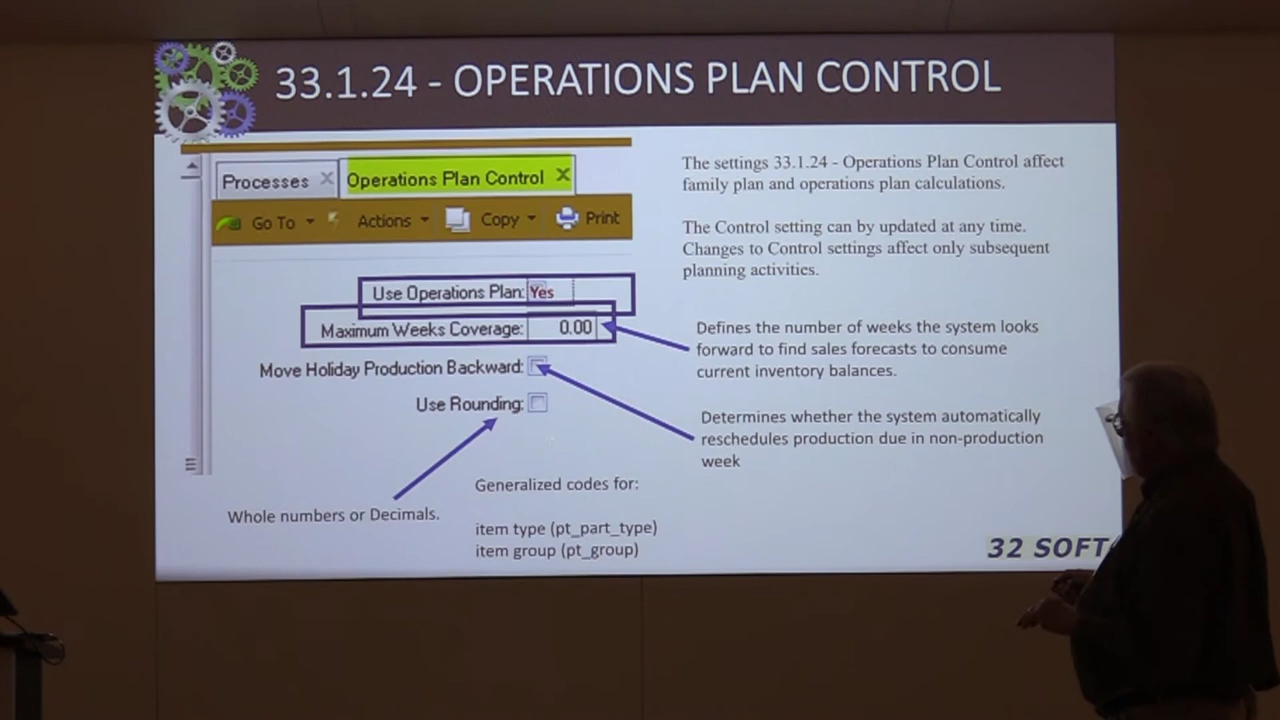 33.1.24 - OPERATIONS PLAN CONTROL
Processes
Operations Plan Control
Go To
Actions
Copy
Print
Use Operations Plan: Yes
Maximum Weeks Coverage: 0.00
Move Holiday Production Backward:
Use Rounding:
Whole numbers or Decimals.
Generalized codes for:
item type (pt_part_type)
item group (pt_group)
The settings 33.1.24 - Operations Plan Control affect
family plan and operations plan calculations.
The Control setting can by updated at any time.
Changes to Control settings affect only subsequent
planning activities.
Defines the number of weeks the system looks
forward to find sales forecasts to consume
current inventory balances.
Determines whether the system automatically
reschedules production due in non-production
week
32 SOFT